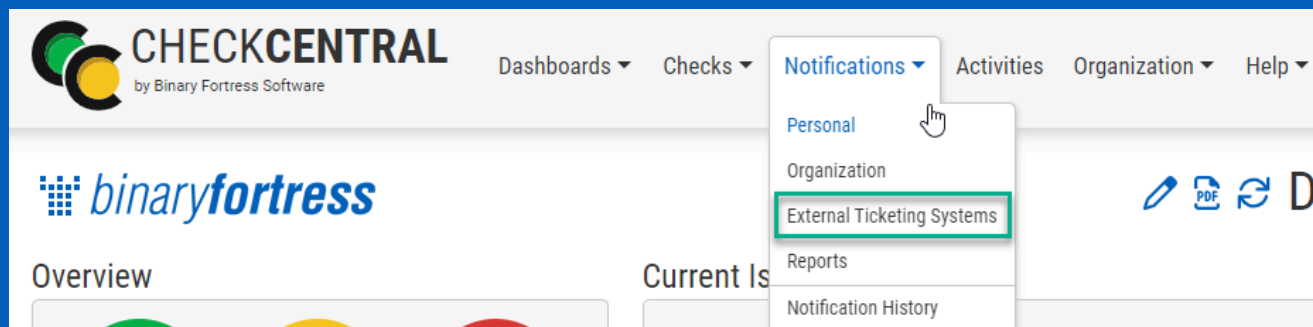 CHECKCENTRAL
by Binary Fortress Software
Dashboards Checks Notifications Activities Organization Help
Personal
Organization
External Ticketing Systems
Reports
Notification History
binaryfortress
PDF
D
Overview
Current Is